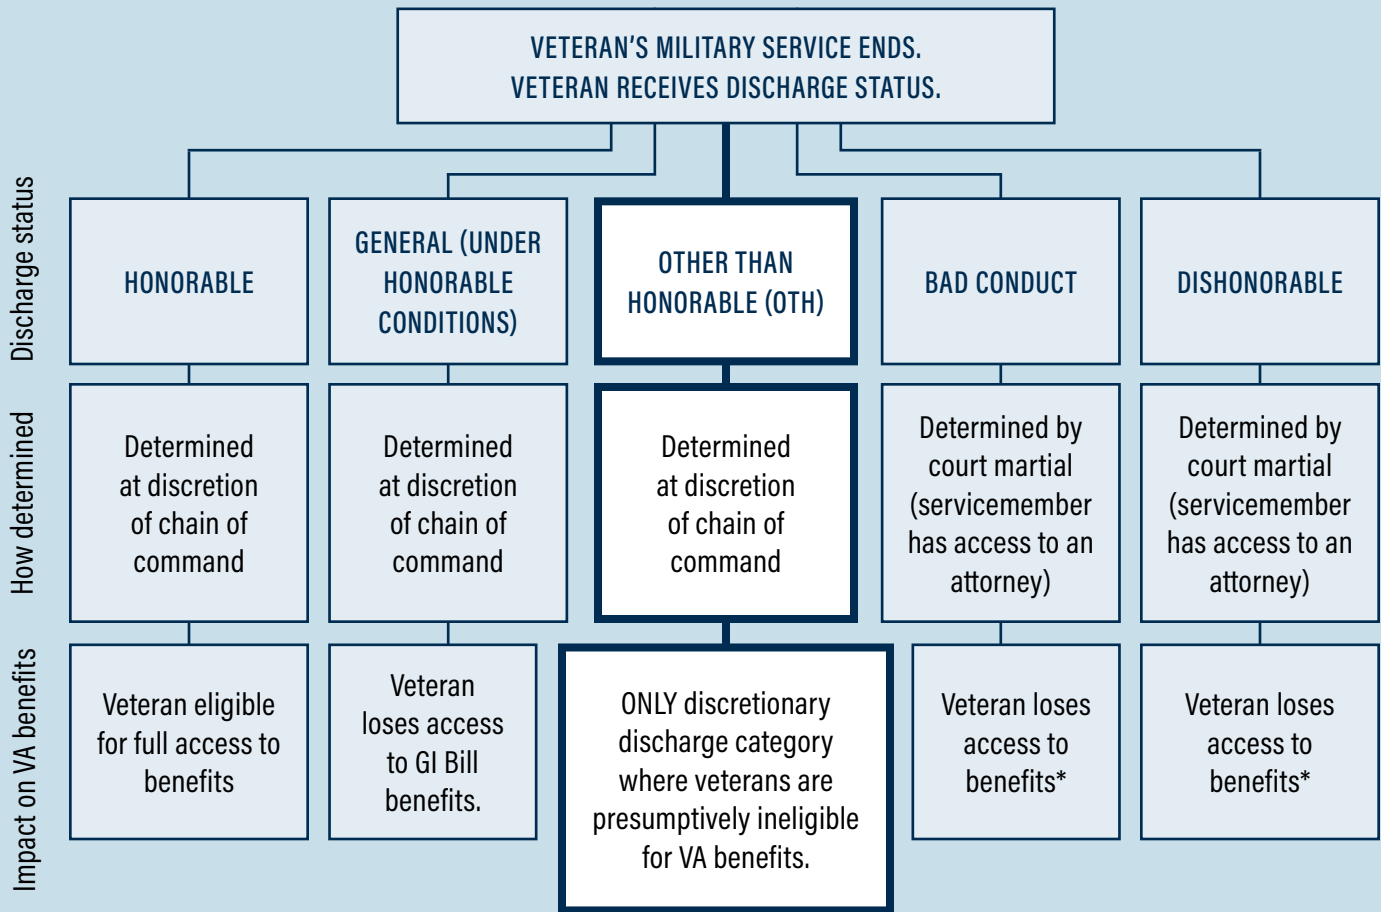 VETERAN'S MILITARY SERVICE ENDS.
VETERAN RECEIVES DISCHARGE STATUS.
Discharge status
HONORABLE
GENERAL (UNDER
HONORABLE
CONDITIONS)
OTHER THAN
HONORABLE (OTH)
BAD CONDUCT
DISHONORABLE
How determined
Determined
at discretion
of chain of
command
Determined
at discretion
of chain of
command
Determined
at discretion
of chain of
command
Determined by
court martial
(servicemember
has access to an
attorney)
Determined by
court martial
(servicemember
has access to an
attorney)
Impact on VA benefits
Veteran eligible
for full access to
benefits
Veteran
loses access
to GI Bill
benefits.
ONLY discretionary
discharge category
where veterans are
presumptively ineligible
for VA benefits.
Veteran loses
access to
benefits*
Veteran loses
access to
benefits*